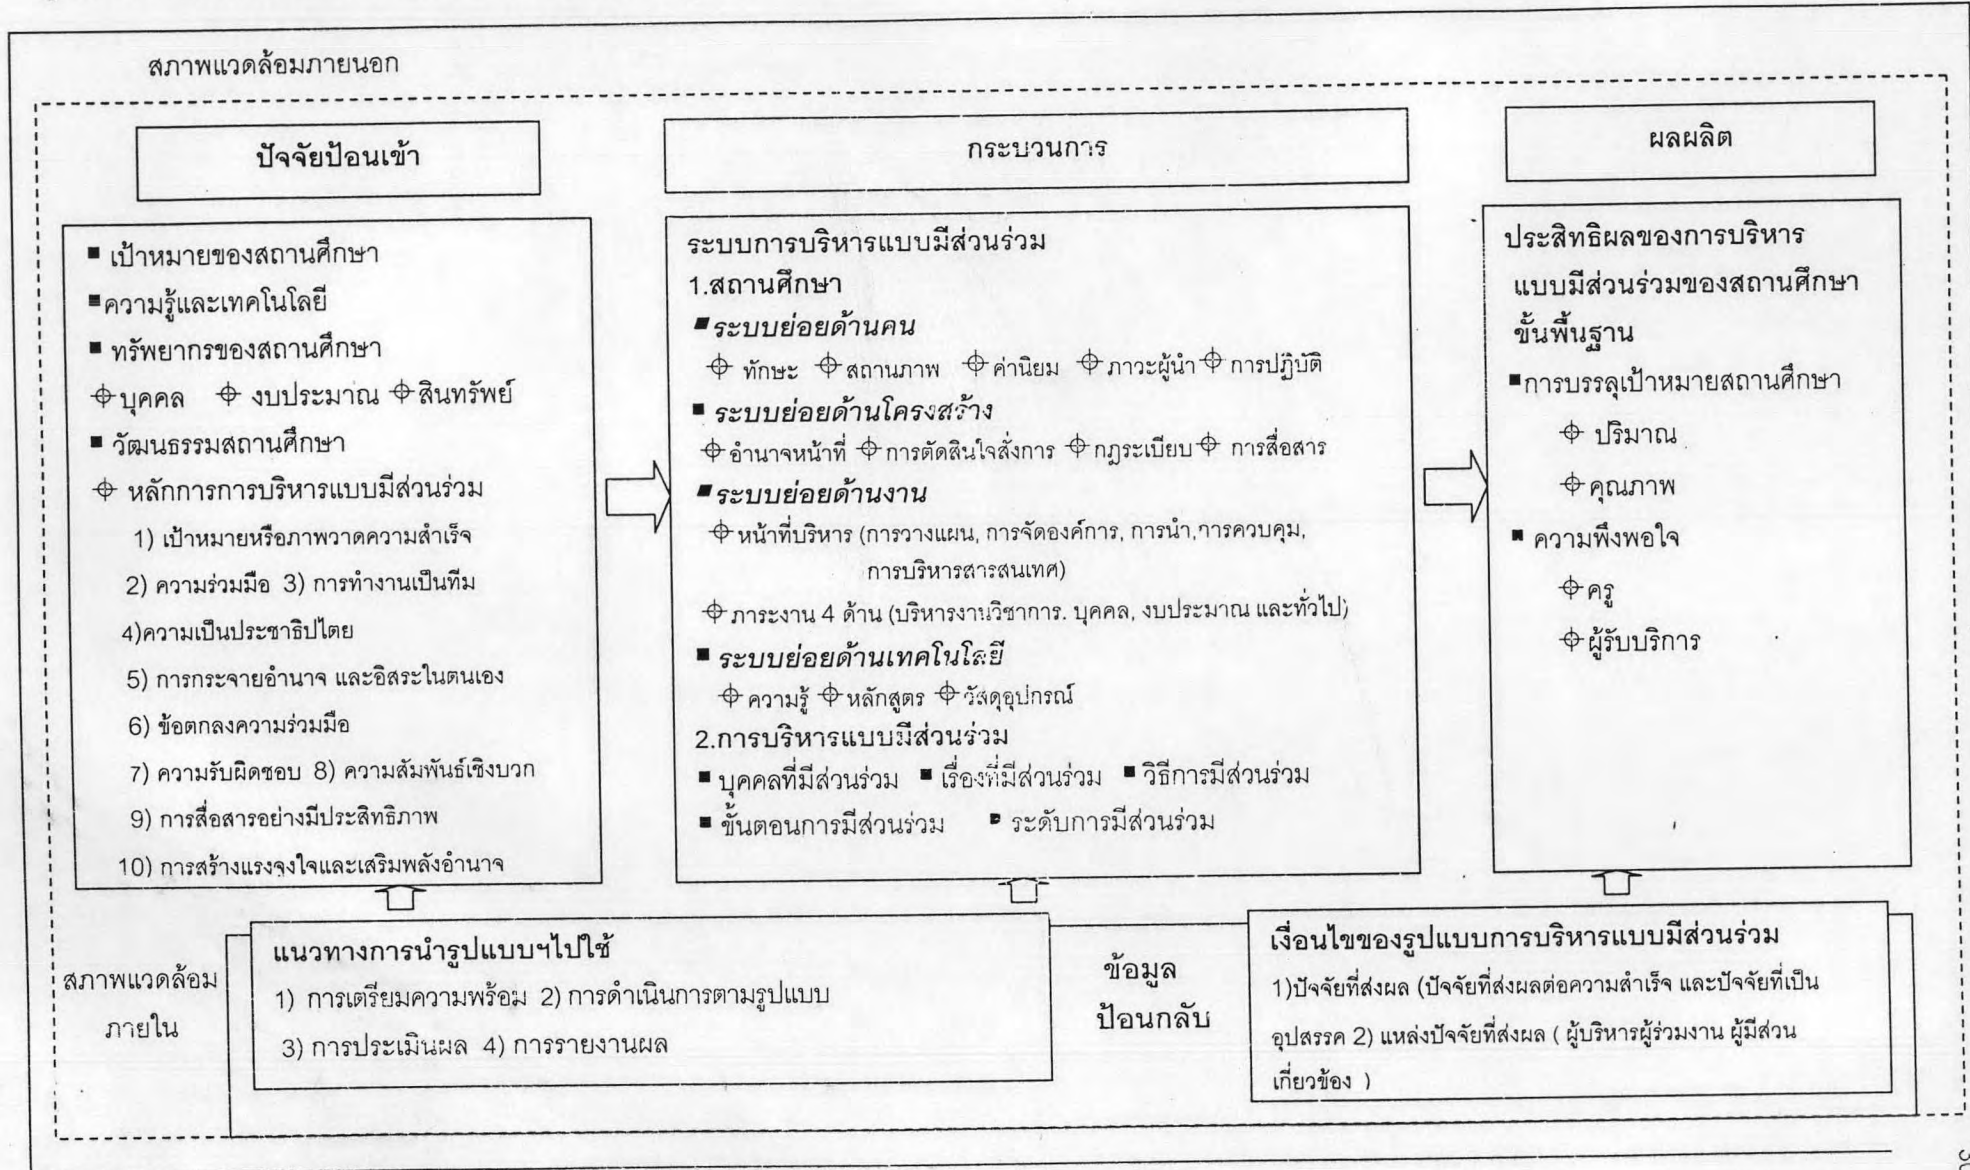 สภาพแวดล้อมภายนอก
ปัจจัยป้อนเข้า
■ เป้าหมายของสถานศึกษา
■ความรู้และเทคโนโลยี
■ ทรัพยากรของสถานศึกษา
⌖บุคคล ⌖ งบประมาณ ⌖สินทรัพย์
■ วัฒนธรรมสถานศึกษา
⌖ หลักการการบริหารแบบมีส่วนร่วม
1) เป้าหมายหรือภาพวาดความสำเร็จ
2) ความร่วมมือ 3) การทำงานเป็นทีม
4)ความเป็นประชาธิปไตย
5) การกระจายอำนาจ และอิสระในตนเอง
6) ข้อตกลงความร่วมมือ
7) ความรับผิดชอบ 8) ความสัมพันธ์เชิงบวก
9) การสื่อสารอย่างมีประสิทธิภาพ
10) การสร้างแรงจูงใจและเสริมพลังอำนาจ
กระบวนการ
ระบบการบริหารแบบมีส่วนร่วม
1.สถานศึกษา
■ระบบย่อยด้านคน
⌖ ทักษะ ⌖สถานภาพ ⌖ค่านิยม ⌖ภาวะผู้นำ⌖ การปฏิบัติ
■ ระบบย่อยด้านโครงสร้าง
⌖อำนาจหน้าที่ ⌖การตัดสินใจสั่งการ ⌖กฎระเบียบ⌖ การสื่อสาร
■ระบบย่อยด้านงาน
⌖หน้าที่บริหาร (การวางแผน, การจัดองค์การ, การนำ,การควบคุม,
การบริหารสารสนเทศ)
⌖ภาระงาน 4 ด้าน (บริหารงานวิชาการ. บุคคล, งบประมาณ และทั่วไป)
■ ระบบย่อยด้านเทคโนโลยี
⌖ความรู้ ⌖หลักสูตร ⌖วัสดุอุปกรณ์
2.การบริหารแบบมีส่วนร่วม
■ บุคคลที่มีส่วนร่วม ■ เรื่องที่มีส่วนร่วม ■ วิธีการมีส่วนร่วม
■ ขั้นตอนการมีส่วนร่วม ■ ระดับการมีส่วนร่วม
ผลผลิต
ประสิทธิผลของการบริหาร
แบบมีส่วนร่วมของสถานศึกษา
ขั้นพื้นฐาน
■การบรรลุเป้าหมายสถานศึกษา
⌖ ปริมาณ
⌖คุณภาพ
■ ความพึงพอใจ
⌖ครู
⌖ผู้รับบริการ
สภาพแวดล้อม
ภายใน
แนวทางการนำรูปแบบฯไปใช้
1) การเตรียมความพร้อม 2) การดำเนินการตามรูปแบบ
3) การประเมินผล 4) การรายงานผล
ข้อมูล
ป้อนกลับ
เงื่อนไขของรูปแบบการบริหารแบบมีส่วนร่วม
1)ปัจจัยที่ส่งผล (ปัจจัยที่ส่งผลต่อความสำเร็จ และปัจจัยที่เป็น
อุปสรรค 2) แหล่งปัจจัยที่ส่งผล ( ผู้บริหารผู้ร่วมงาน ผู้มีส่วน
เกี่ยวข้อง )